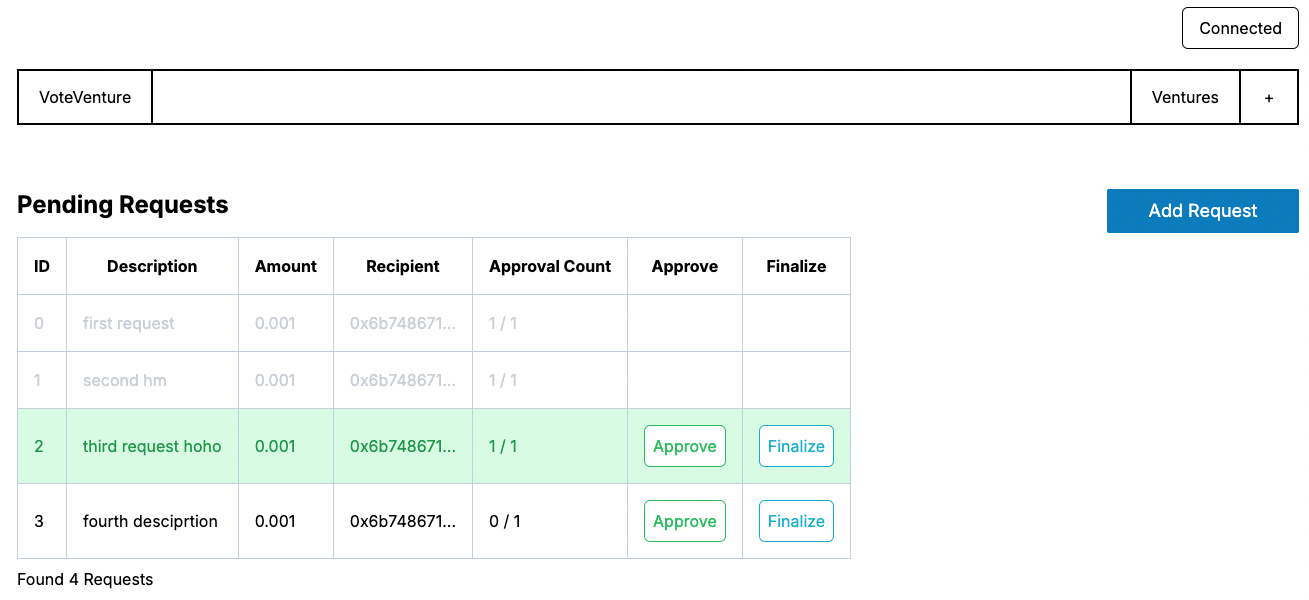 Connected
VoteVenture Ventures +
Pending Requests
Add Request
ID Description Amount Recipient Approval Count Approve Finalize
0 first request 0.001 0x6b748671... 1 / 1
1 second hm 0.001 0x6b748671... 1 / 1
2 third request hoho 0.001 0x6b748671... 1 / 1 Approve Finalize
3 fourth desciprtion 0.001 0x6b748671... 0 / 1 Approve Finalize
Found 4 Requests